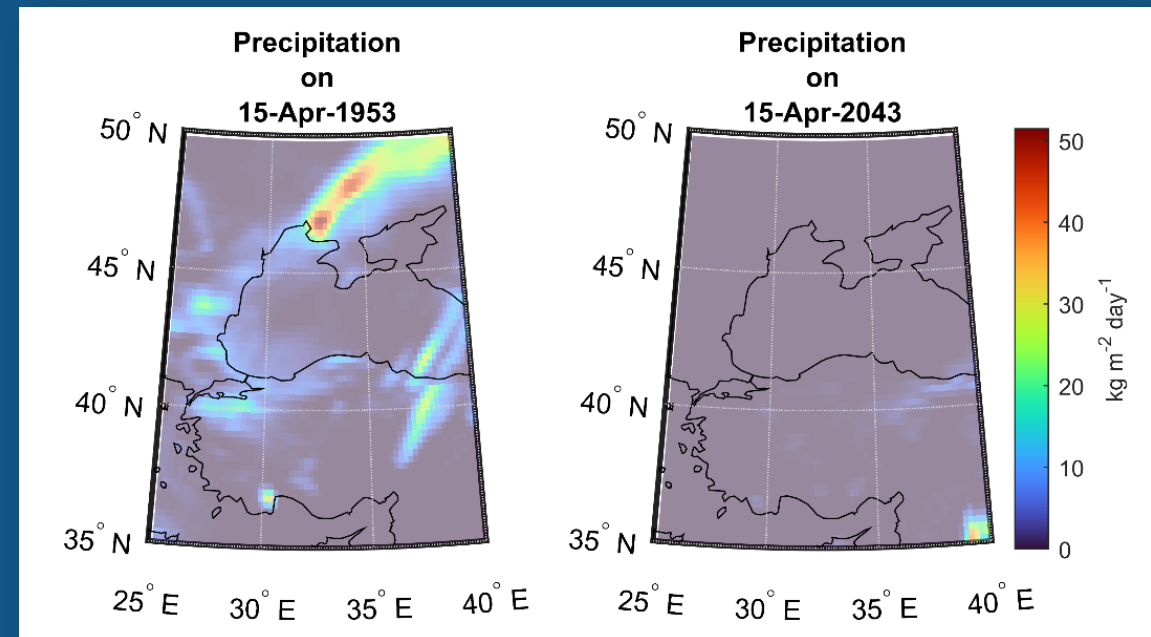 Precipitation
on
15-Apr-1953
50° N
45° N
40° N
35° N
25° E
30° E
35° E
40° E
Precipitation
on
15-Apr-2043
50° N
45° N
40° N
35° N
25° E
30° E
35° E
40° E
50
40
30
20
10
0
kg m⁻² day⁻¹